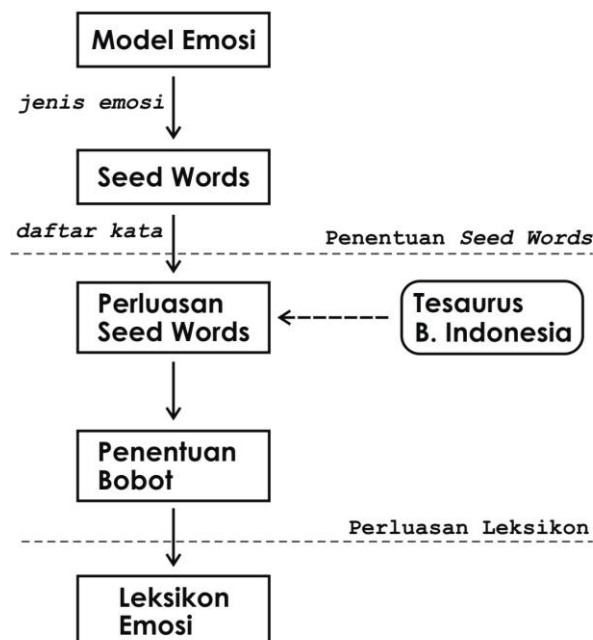 Model Emosi
jenis emosi
Seed Words
daftar kata
Penentuan Seed Words
Perluasan
Seed Words
Tesaurus
B. Indonesia
Penentuan
Bobot
Perluasan Leksikon
Leksikon
Emosi